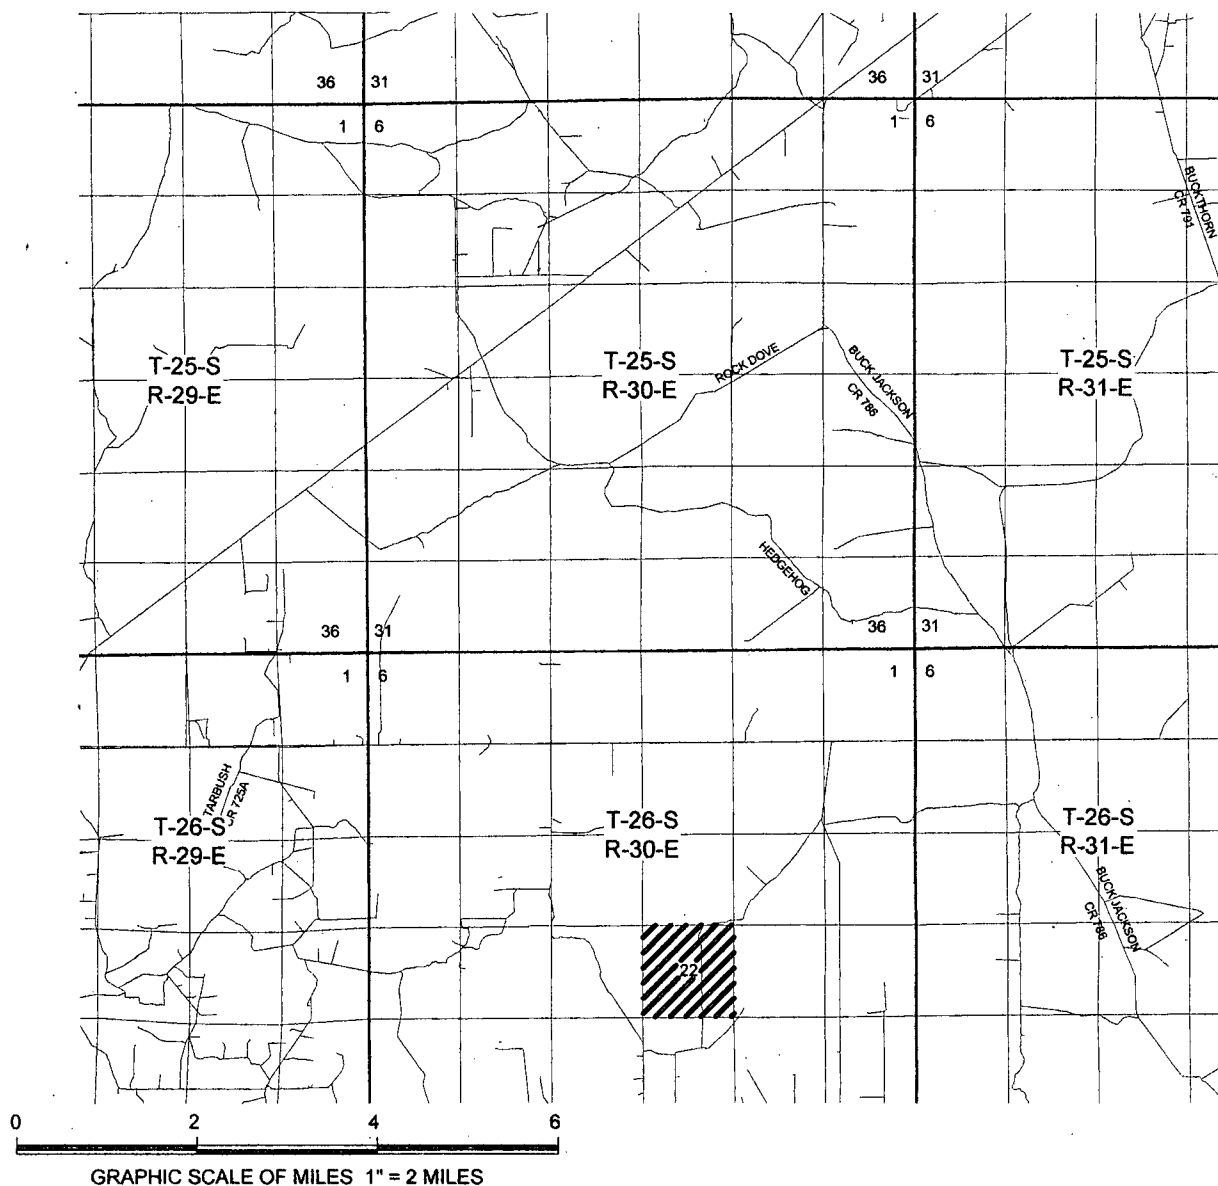 36 31
36 31
1 6
1 6
BUCKTHORN
CR 791
T-25-S
R-29-E
T-25-S
R-30-E
T-25-S
R-31-E
ROCK DOVE
BUCK JACKSON
CR 786
HEDGEHOG
36 31
36 31
1 6
1 6
TARBUSH
CR 725A
T-26-S
R-29-E
T-26-S
R-30-E
T-26-S
R-31-E
BUCK JACKSON
CR 786
22
0 2 4 6
GRAPHIC SCALE OF MILES 1" = 2 MILES